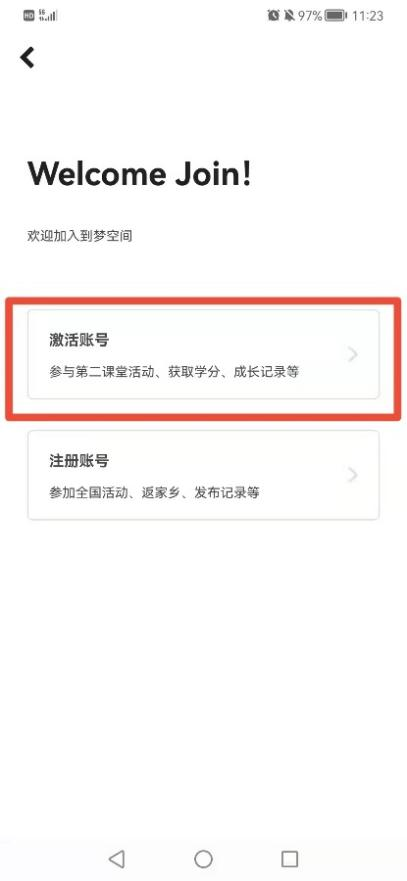 HD 5G 97% 11:23
Welcome Join!
欢迎加入到梦空间
激活账号
参与第二课堂活动、获取学分、成长记录等
注册账号
参加全国活动、返家乡、发布记录等